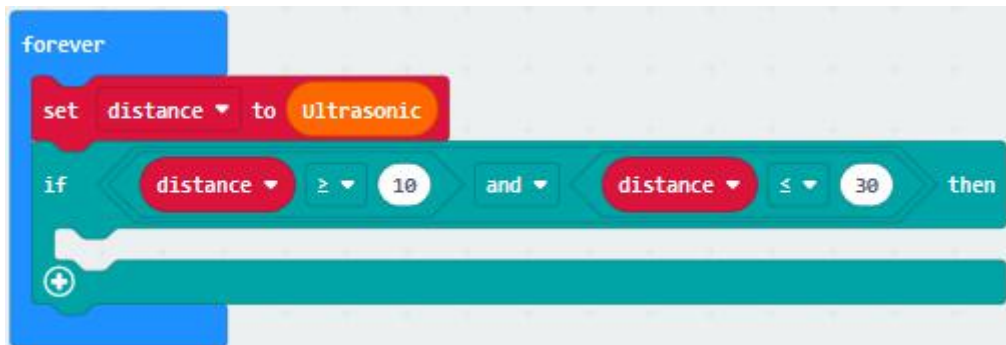 forever
set distance to Ultrasonic
if distance ≥ 10 and distance ≤ 30 then